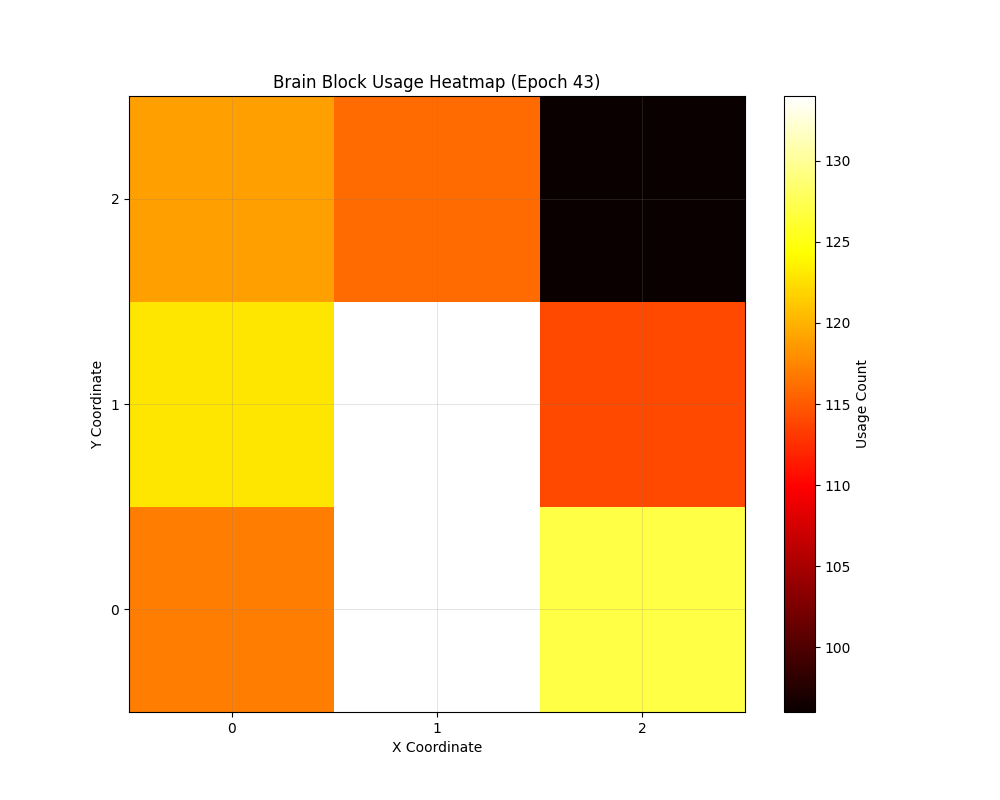 Brain Block Usage Heatmap (Epoch 43)
2
1
0
Y Coordinate
0 1 2
X Coordinate
130
125
120
115
110
105
100
Usage Count